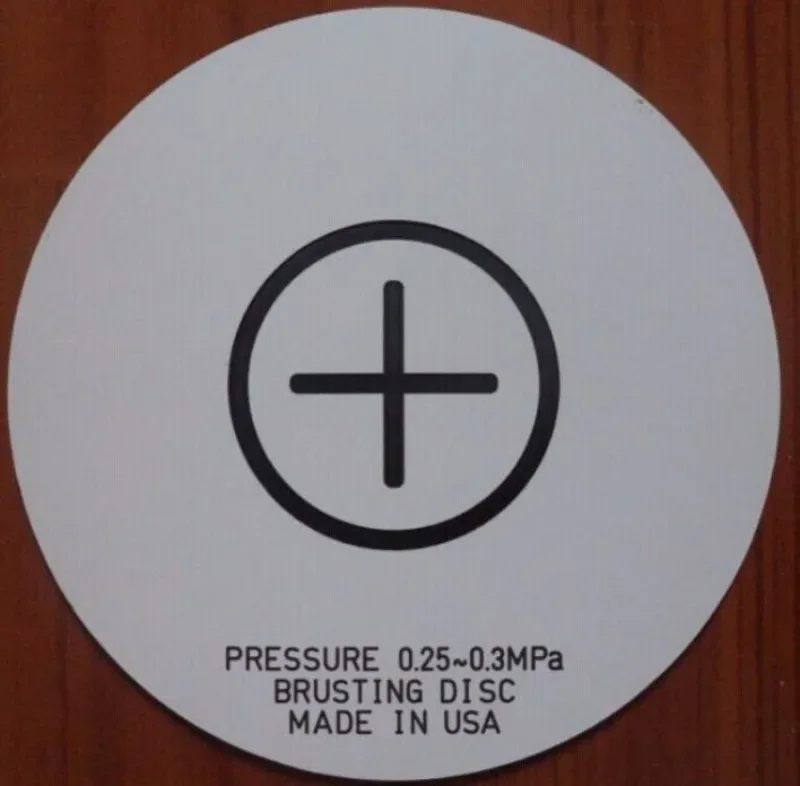 PRESSURE 0.25~0.3MPa
BRUSTING DISC
MADE IN USA